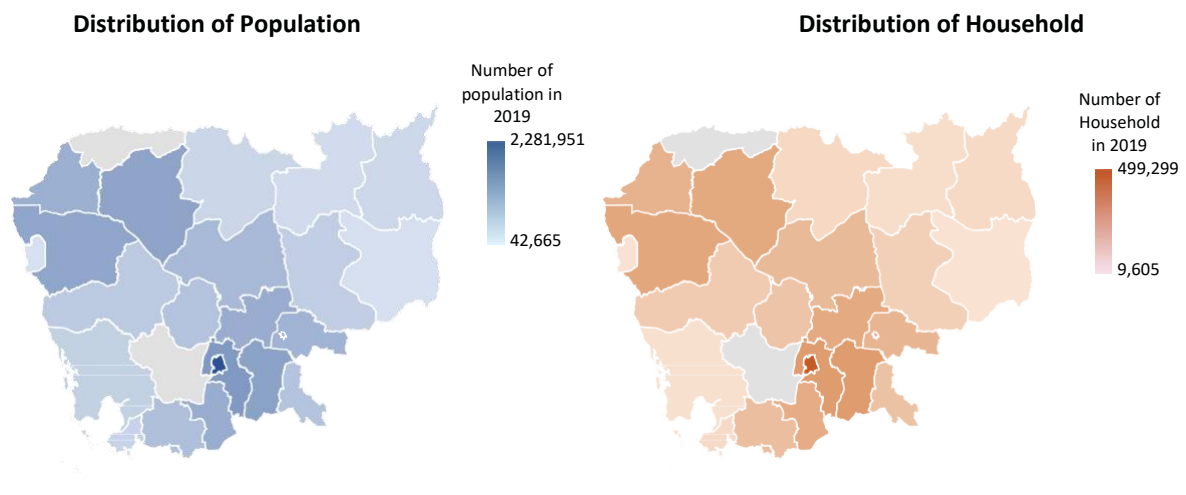 Distribution of Population
Number of
population in
2019
2,281,951
42,665
Distribution of Household
Number of
Household
in 2019
499,299
9,605